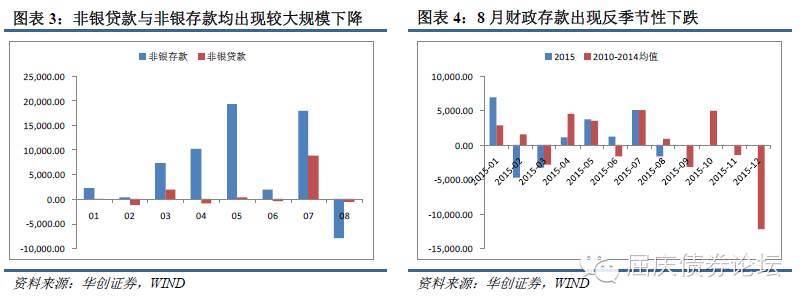 图表 3：非银贷款与非银存款均出现较大规模下降
非银存款 非银贷款
25,000.00
20,000.00
15,000.00
10,000.00
5,000.00
0.00
-5,000.00
-10,000.00
01 02 03 04 05 06 07 08
资料来源：华创证券，WIND
图表 4：8 月财政存款出现反季节性下跌
2015 2010-2014均值
10,000.00
5,000.00
0.00
-5,000.00
-10,000.00
-15,000.00
2015-01 2015-02 2015-03 2015-04 2015-05 2015-06 2015-07 2015-08 2015-09 2015-10 2015-11 2015-12
资料来源：华创证券，WIND
屈庆债券论坛